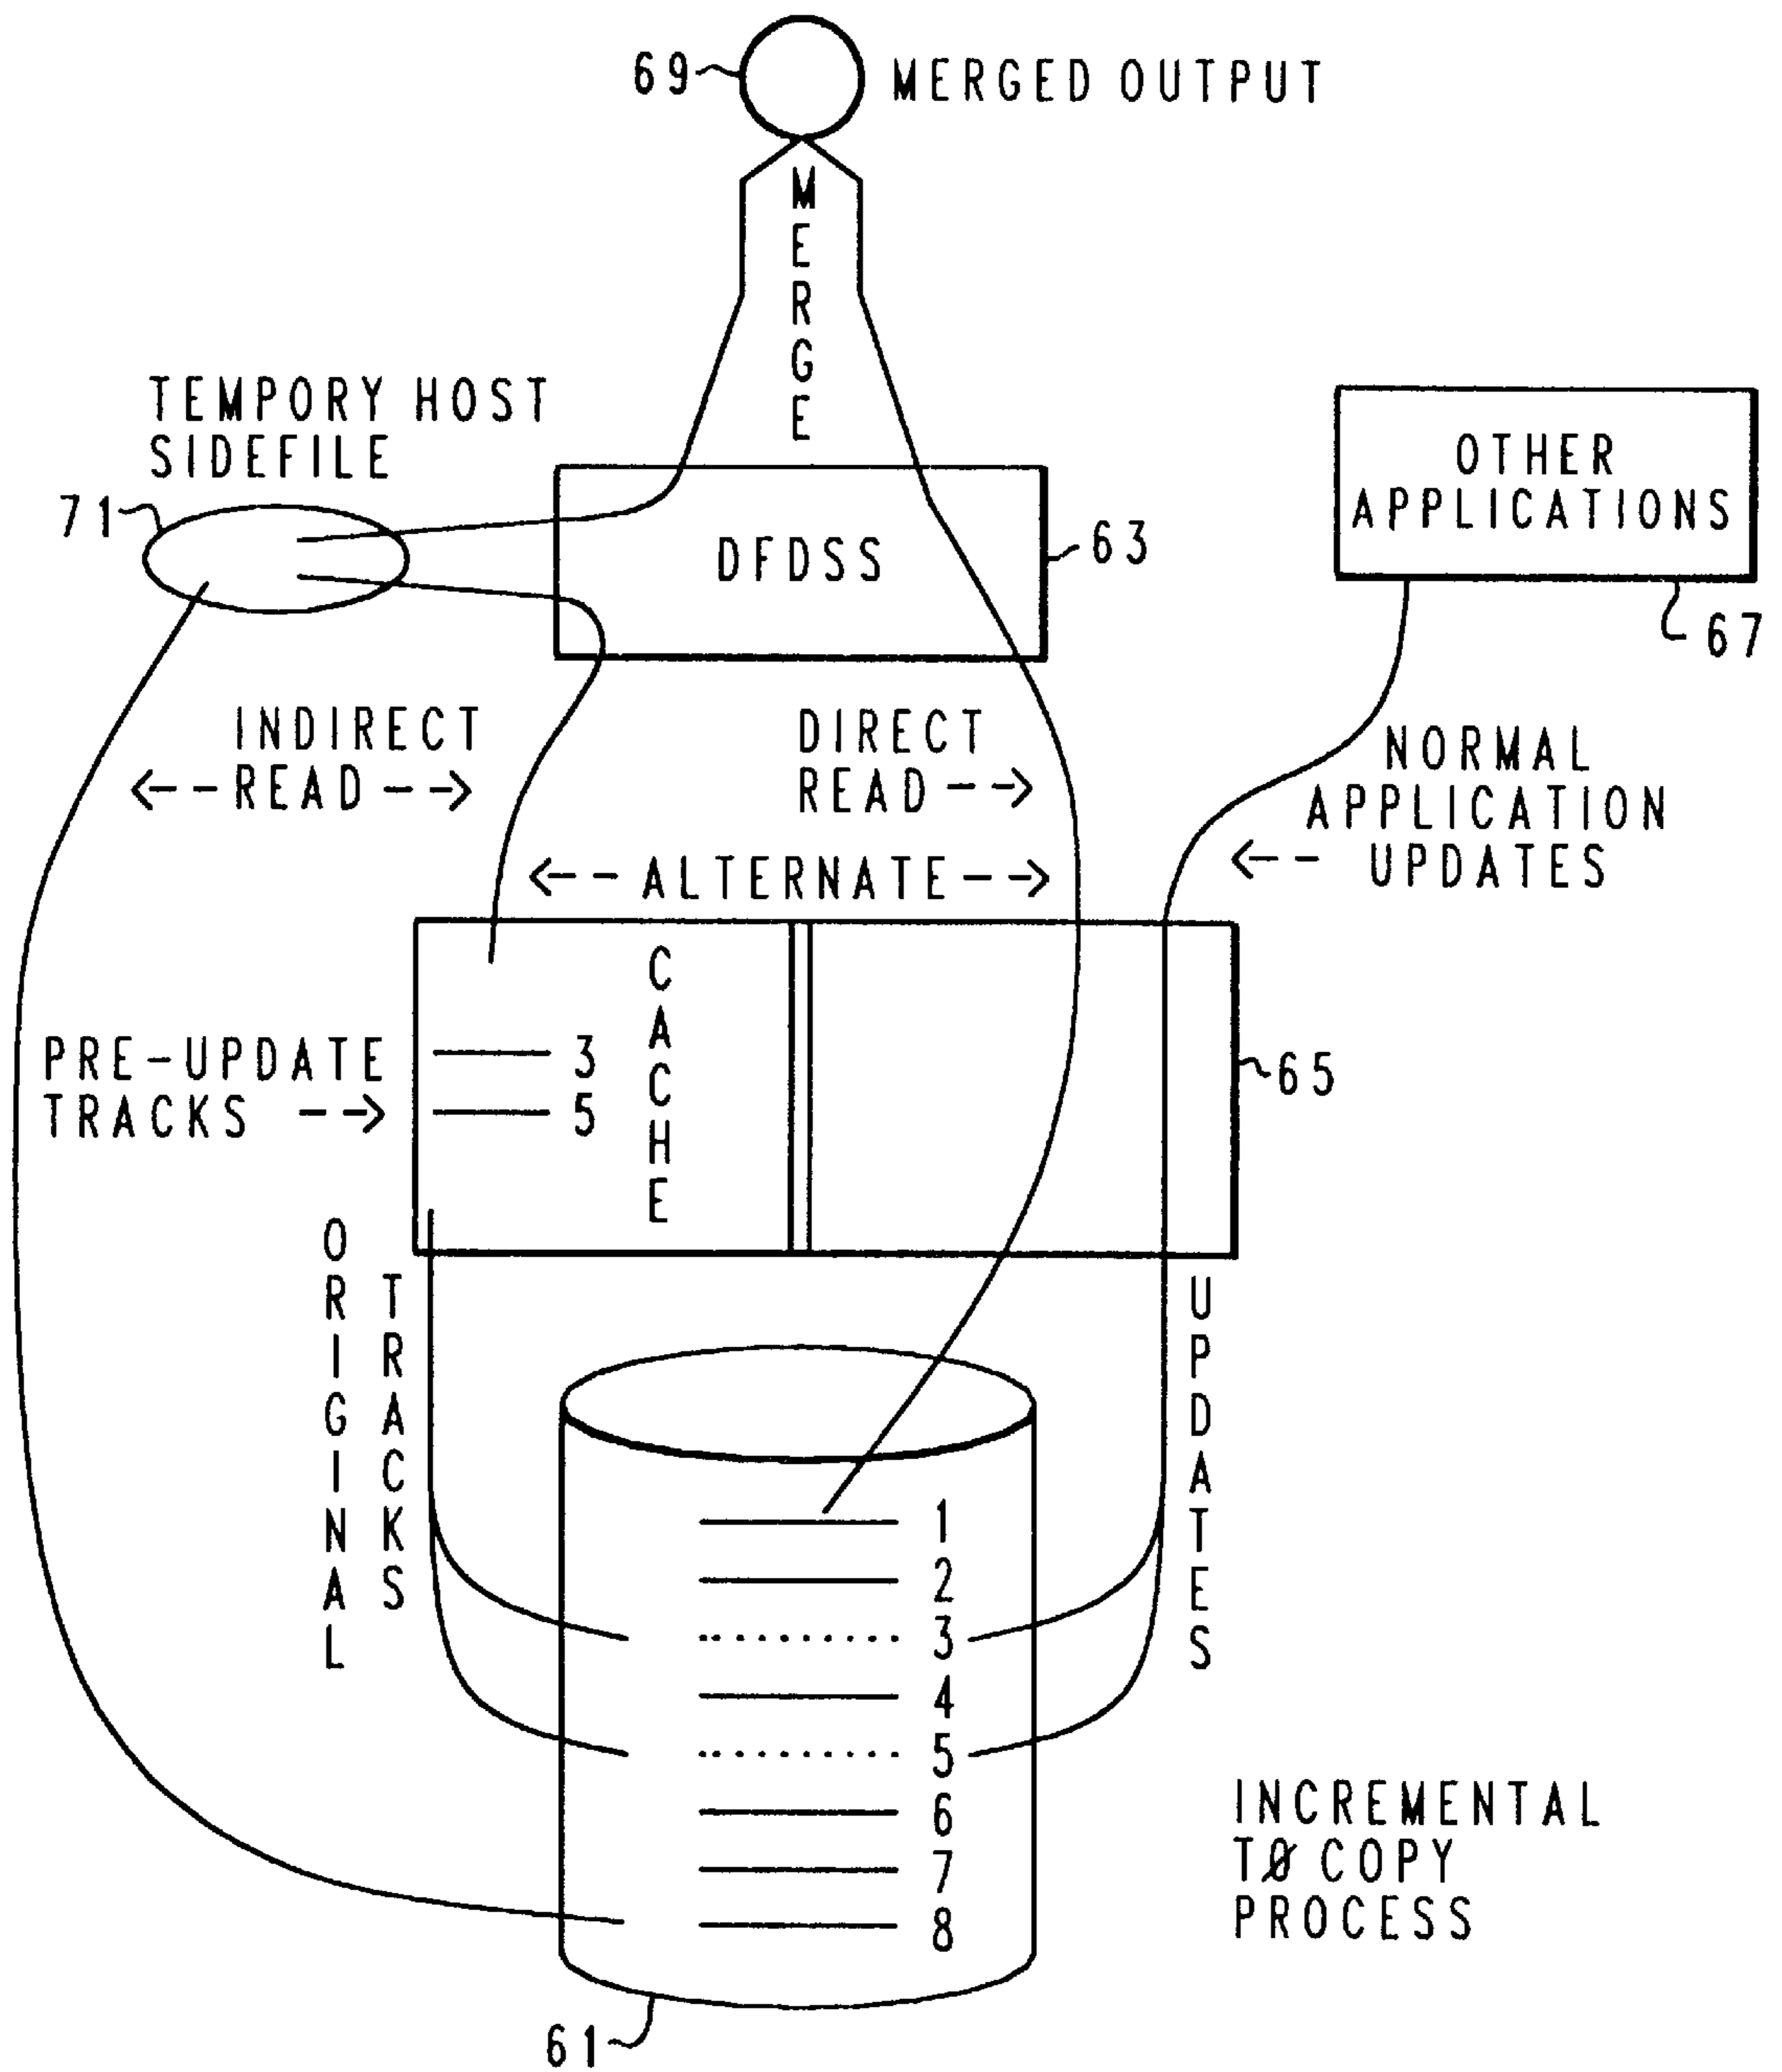 69
MERGED OUTPUT
MERGE
TEMPORY HOST
SIDEFILE
71
OTHER
APPLICATIONS
DFDSS
63
67
INDIRECT
<--READ-->
DIRECT
READ-->
NORMAL
APPLICATION
<-- UPDATES
<-- ALTERNATE -->
CACHE
PRE-UPDATE
TRACKS -->
3
5
65
ORIGINAL
TRACKS
UPDATES
1
2
3
4
5
6
7
8
INCREMENTAL
T0 COPY
PROCESS
61